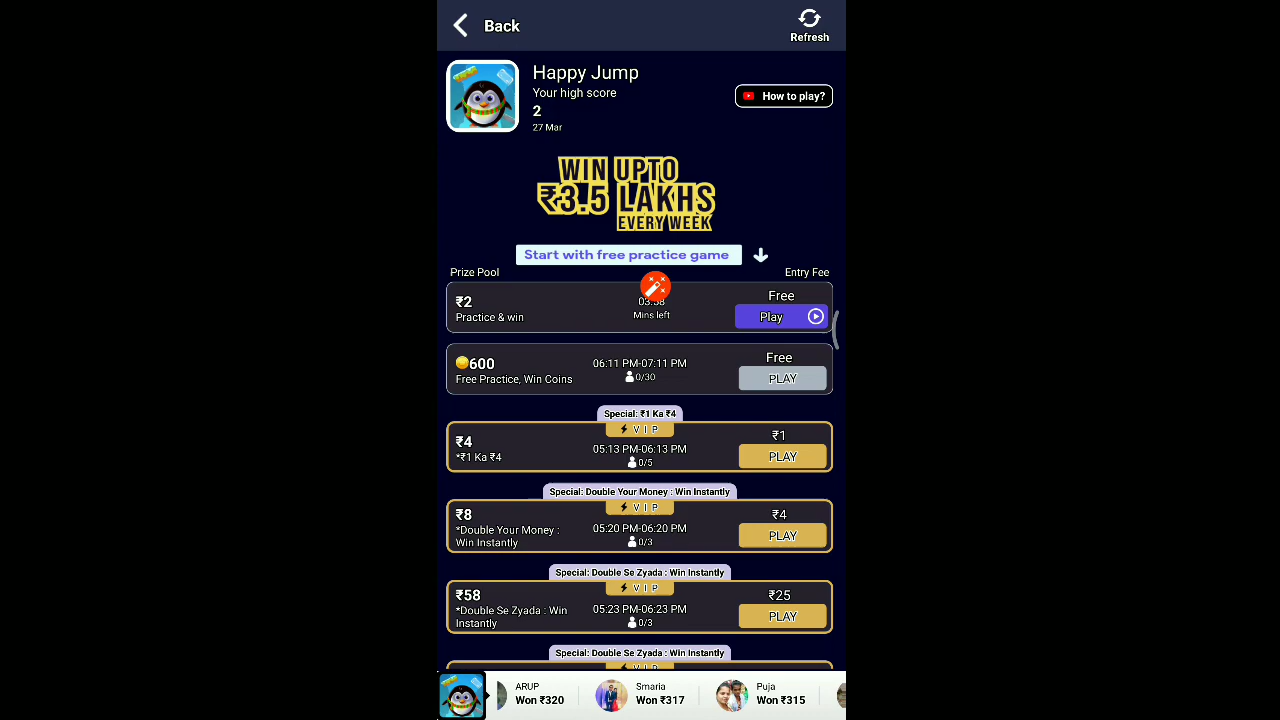 Back
Refresh
Happy Jump
Your high score
2
27 Mar
How to play?
WIN UPTO
₹3.5 LAKHS
EVERY WEEK
Start with free practice game
Prize Pool
Entry Fee
₹2
Practice & win
Mins left
Free
Play
600
Free Practice, Win Coins
06:11 PM-07:11 PM
0/30
Free
PLAY
Special: ₹1 Ka ₹4
VIP
₹4
*₹1 Ka ₹4
05:13 PM-06:13 PM
0/5
₹1
PLAY
Special: Double Your Money : Win Instantly
VIP
₹8
*Double Your Money :
Win Instantly
05:20 PM-06:20 PM
0/3
₹4
PLAY
Special: Double Se Zyada : Win Instantly
VIP
₹58
*Double Se Zyada : Win
Instantly
05:23 PM-06:23 PM
0/3
₹25
PLAY
Special: Double Se Zyada : Win Instantly
ARUP
Won ₹320
Smaria
Won ₹317
Puja
Won ₹315